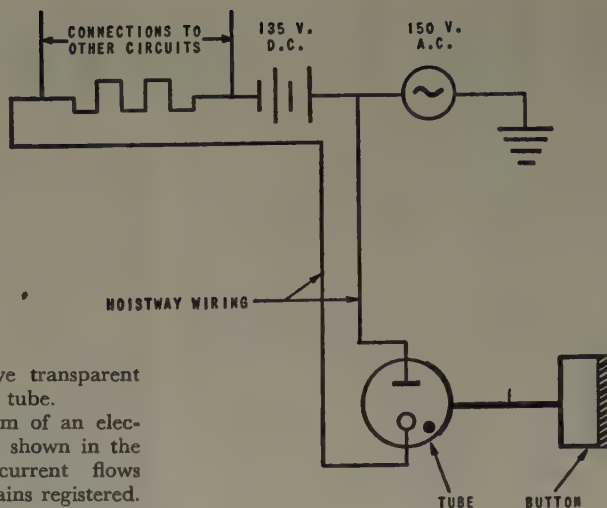 CONNECTIONS TO
OTHER CIRCUITS
135 V.
D.C.
150 V.
A.C.
HOISTWAY WIRING
ve transparent
tube.
m of an elec-
shown in the
current flows
ains registered.
TUBE
BUTTON